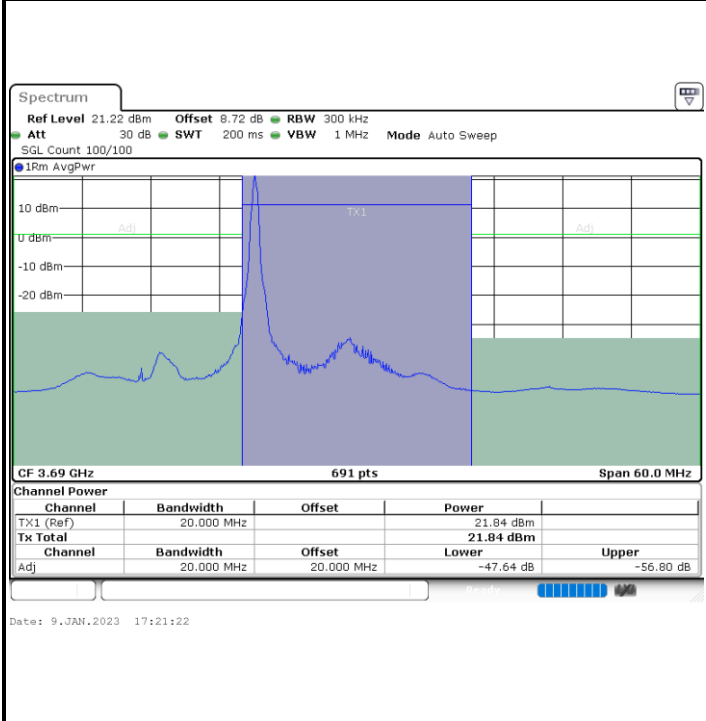 Spectrum
Ref Level 21.22 dBm Offset 8.72 dB RBW 300 kHz
Att 30 dB SWT 200 ms VBW 1 MHz Mode Auto Sweep
SGL Count 100/100
1Rm AvgPwr
10 dBm
TX1
Adj Adj
0 dBm
-10 dBm
-20 dBm
CF 3.69 GHz 691 pts Span 60.0 MHz
Channel Power
Channel Bandwidth Offset Power
TX1 (Ref) 20.000 MHz 21.84 dBm
Tx Total 21.84 dBm
Channel Bandwidth Offset Lower Upper
Adj 20.000 MHz 20.000 MHz -47.64 dB -56.80 dB
Ready
Date: 9.JAN.2023 17:21:22